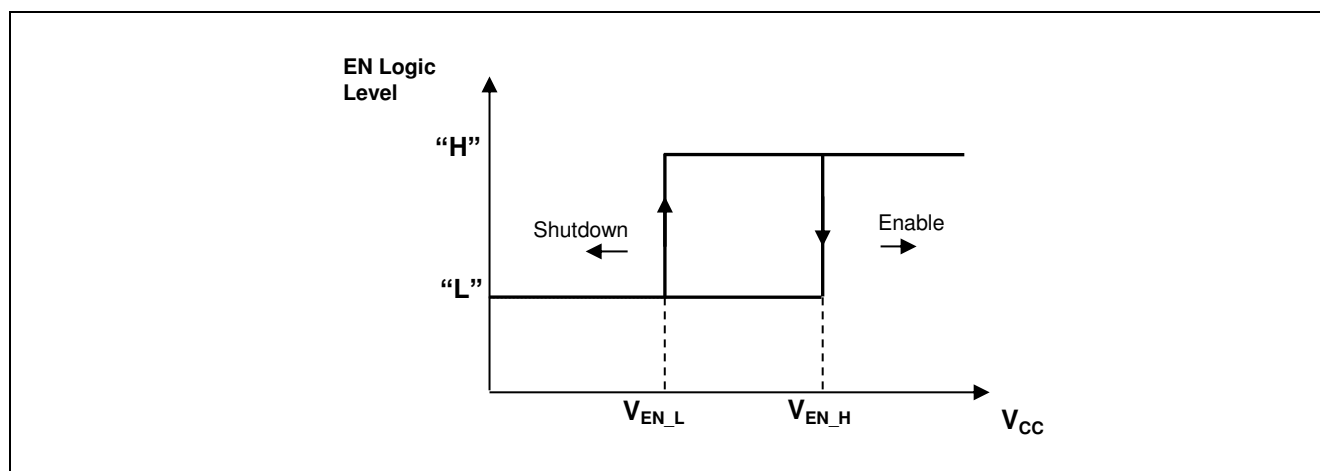 EN Logic
Level
“H”
Shutdown
Enable
“L”
V_EN_L
V_EN_H
V_CC